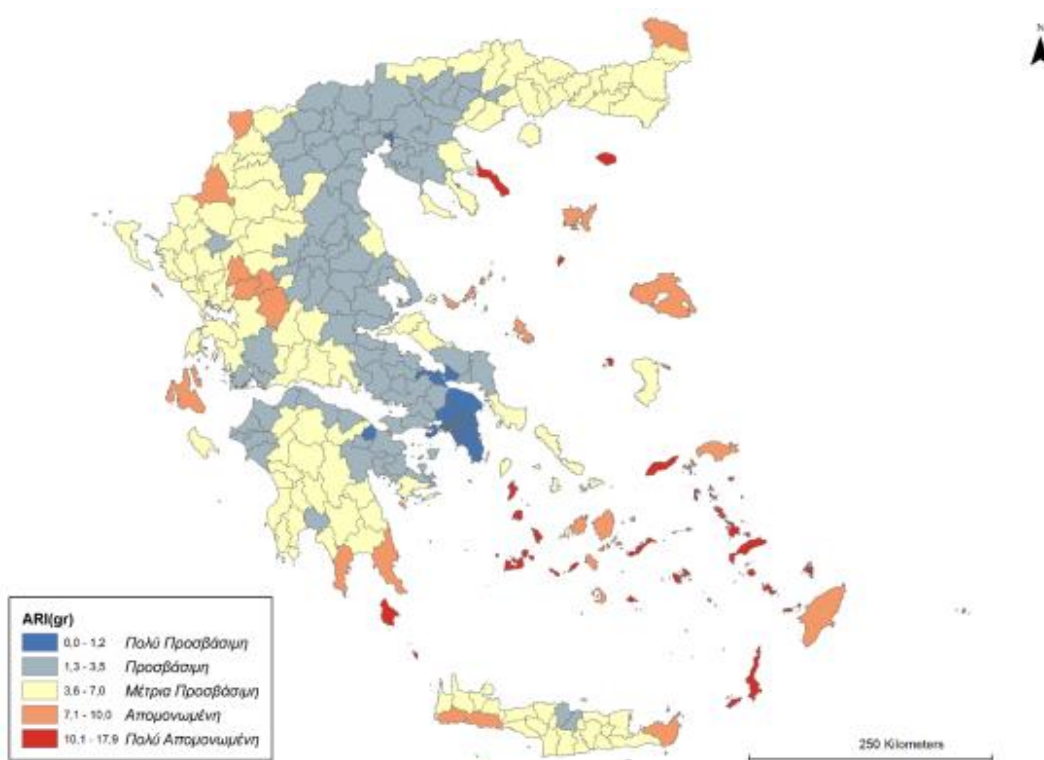 N
ARI(gr)
0,0 - 1,2 Πολύ Προσβάσιμη
1,3 - 3,5 Προσβάσιμη
3,6 - 7,0 Μέτρια Προσβάσιμη
7,1 - 10,0 Απομονωμένη
10,1 - 17,9 Πολύ Απομονωμένη
250 Kilometers